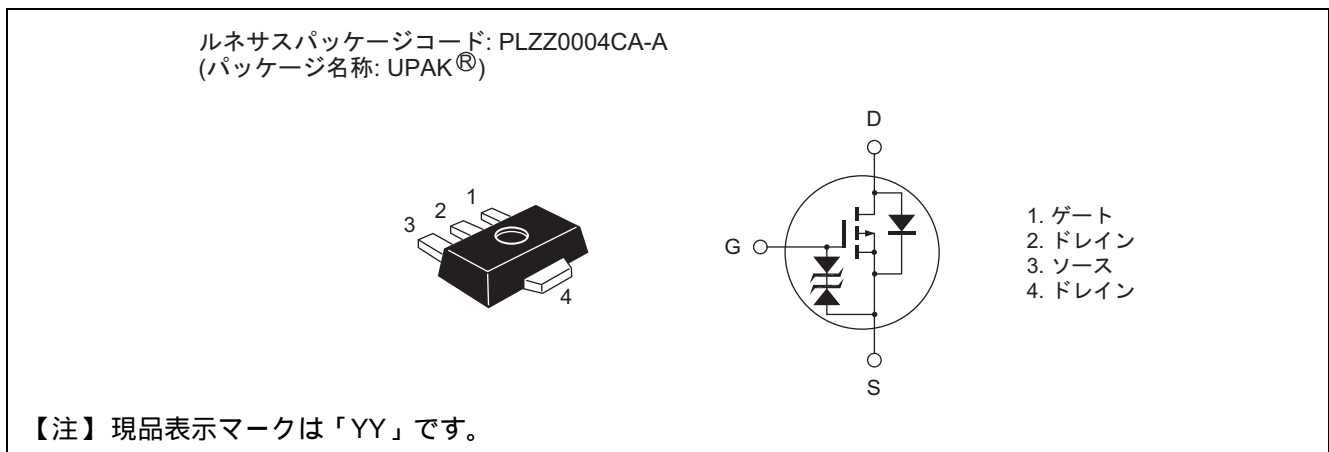 ルネサスパッケージコード: PLZZ0004CA-A
(パッケージ名称: UPAK®)
1
2
3
4
D
G
S
1. ゲート
2. ドレイン
3. ソース
4. ドレイン
【注】現品表示マークは「YY」です。